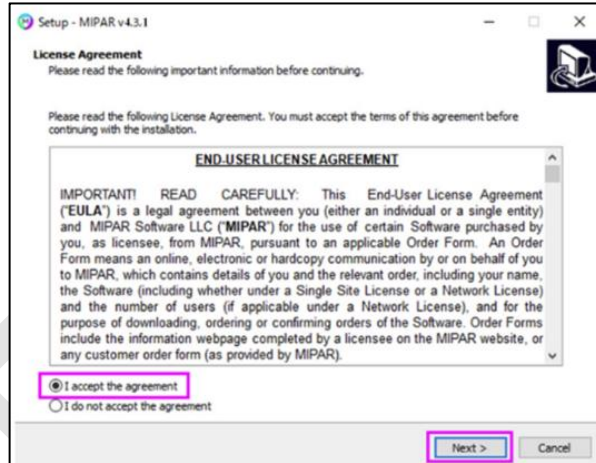 Setup - MIPAR v4.3.1
License Agreement
Please read the following important information before continuing.
Please read the following License Agreement. You must accept the terms of this agreement before
continuing with the installation.
END-USER LICENSE AGREEMENT
IMPORTANT! READ CAREFULLY: This End-User License Agreement
("EULA") is a legal agreement between you (either an individual or a single entity)
and MIPAR Software LLC ("MIPAR") for the use of certain Software purchased by
you, as licensee, from MIPAR, pursuant to an applicable Order Form. An Order
Form means an online, electronic or hardcopy communication by or on behalf of you
to MIPAR, which contains details of you and the relevant order, including your name,
the Software (including whether under a Single Site License or a Network License)
and the number of users (if applicable under a Network License), and for the
purpose of downloading, ordering or confirming orders of the Software. Order Forms
include the information webpage completed by a licensee on the MIPAR website, or
any customer order form (as provided by MIPAR).
I accept the agreement
I do not accept the agreement
Next > Cancel